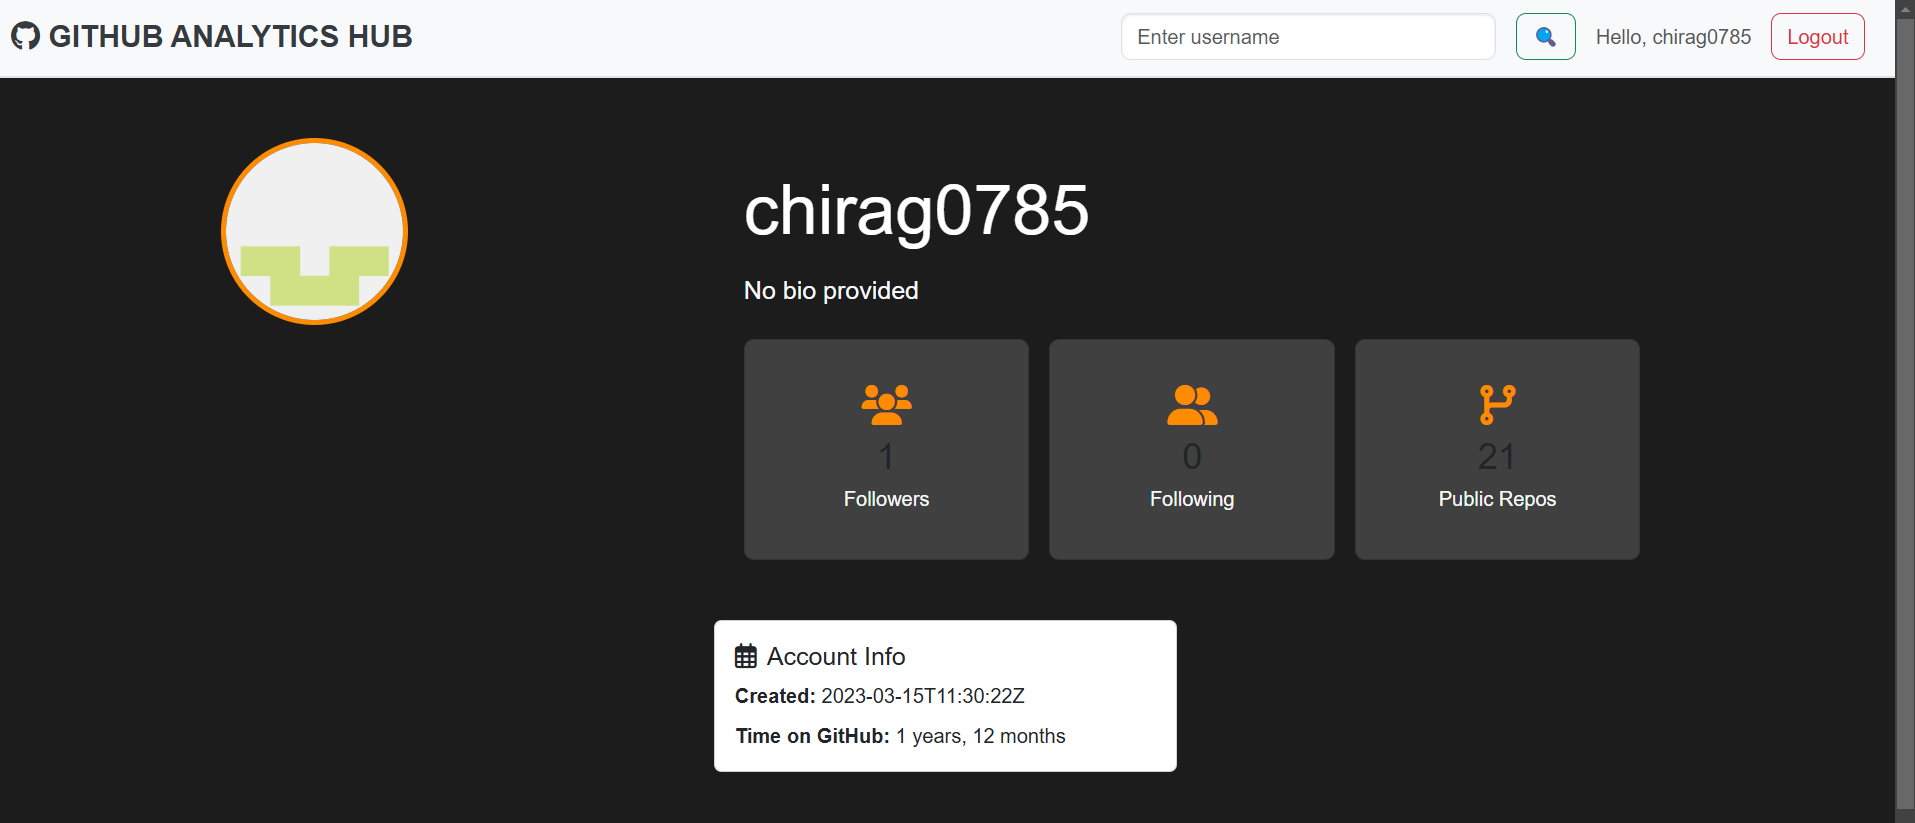 GITHUB ANALYTICS HUB
Enter username
Hello, chirag0785
Logout
chirag0785
No bio provided
1
Followers
0
Following
21
Public Repos
Account Info
Created: 2023-03-15T11:30:22Z
Time on GitHub: 1 years, 12 months